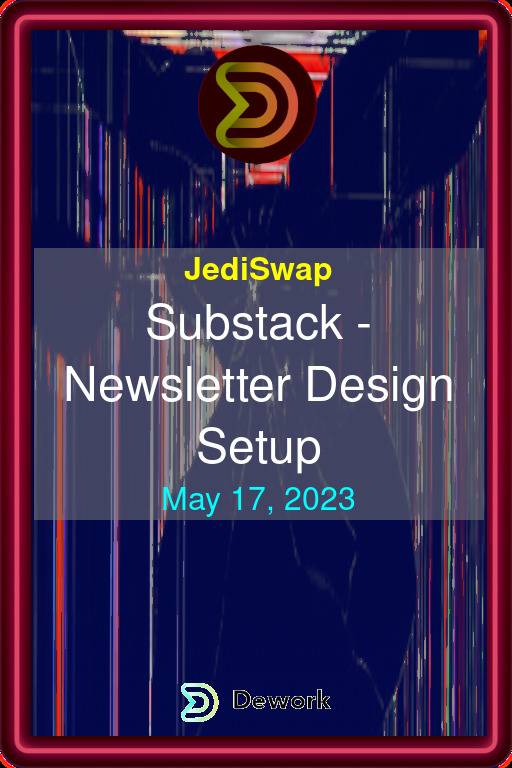 JediSwap
Substack -
Newsletter Design
Setup
May 17, 2023
Dework